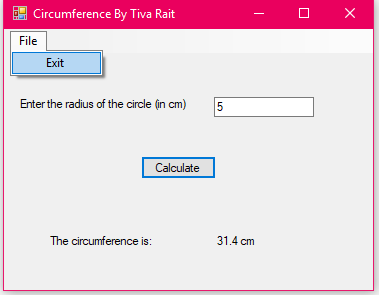 Circumference By Tiva Rait
File
Exit
Enter the radius of the circle (in cm) 5
Calculate
The circumference is: 31.4 cm